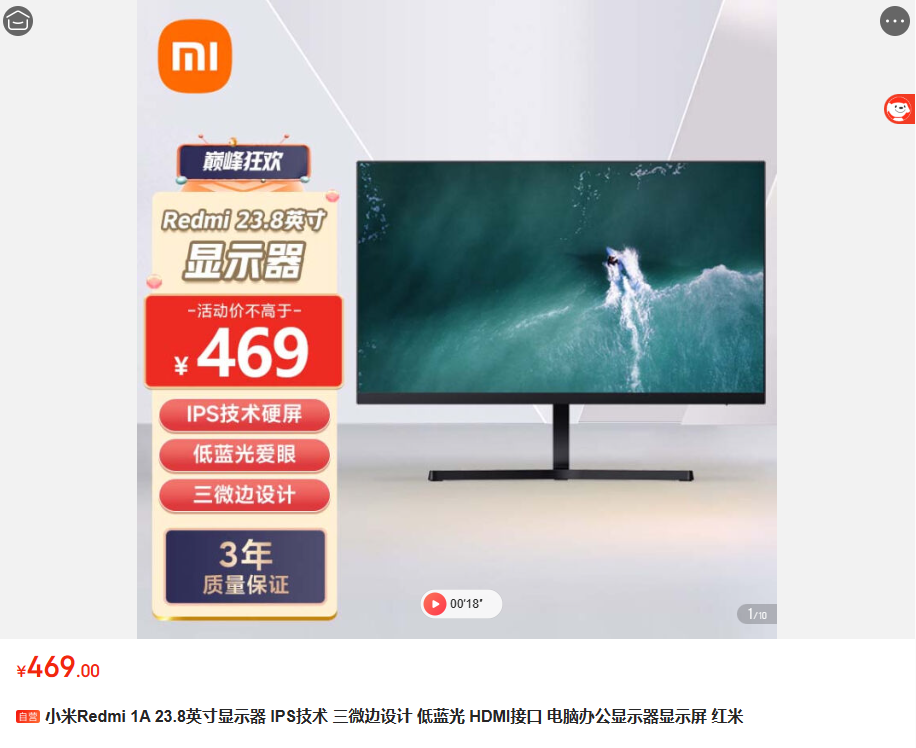 mi
巅峰狂欢
Redmi 23.8英寸
显示器
-活动价不高于-
¥469
IPS技术硬屏
低蓝光爱眼
三微边设计
3年
质量保证
00'18"
1/10
¥469.00
自营 小米Redmi 1A 23.8英寸显示器 IPS技术 三微边设计 低蓝光 HDMI接口 电脑办公显示器显示屏 红米